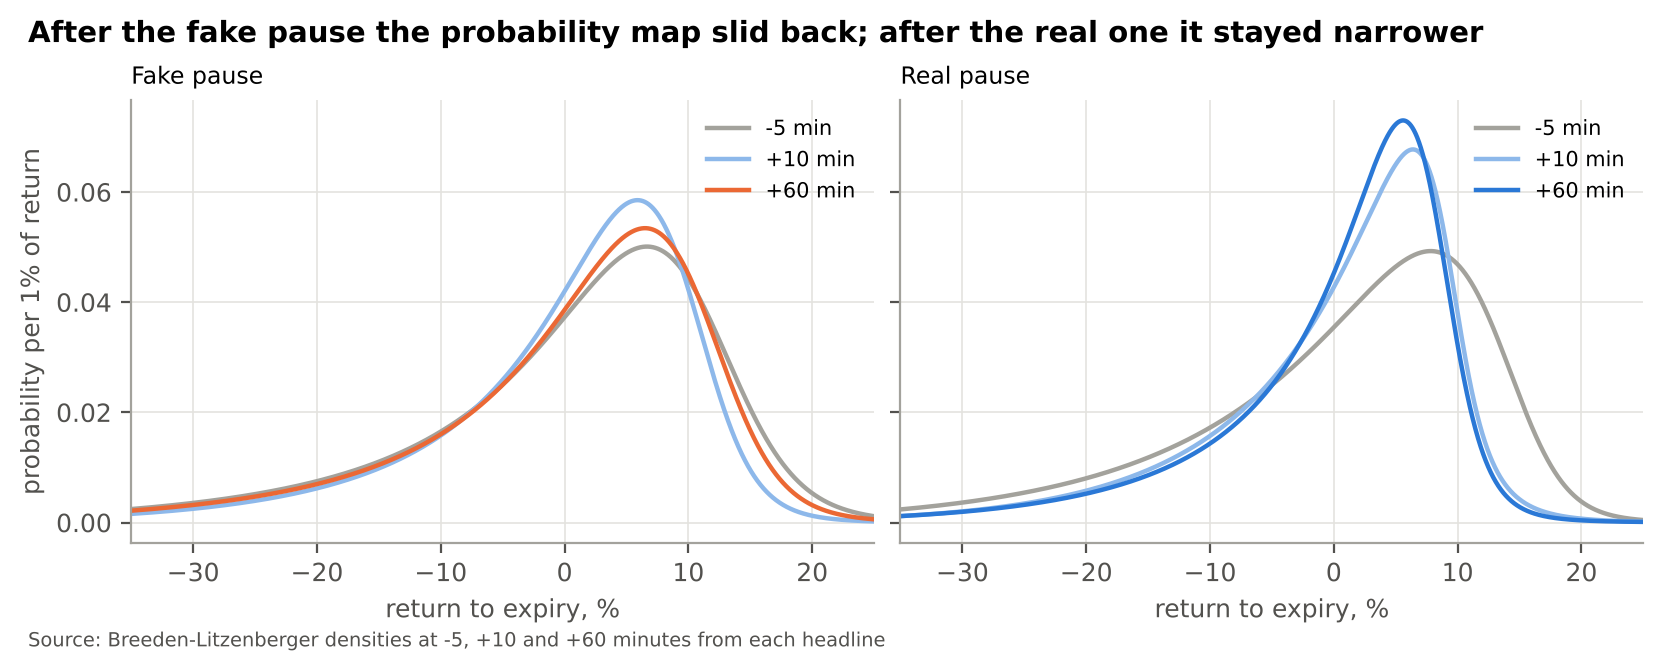 After the fake pause the probability map slid back; after the real one it stayed narrower
Fake pause
-5 min
+10 min
+60 min
probability per 1% of return
0.06
0.04
0.02
0.00
−30
−20
−10
0
10
20
return to expiry, %
Real pause
-5 min
+10 min
+60 min
−30
−20
−10
0
10
20
return to expiry, %
Source: Breeden-Litzenberger densities at -5, +10 and +60 minutes from each headline